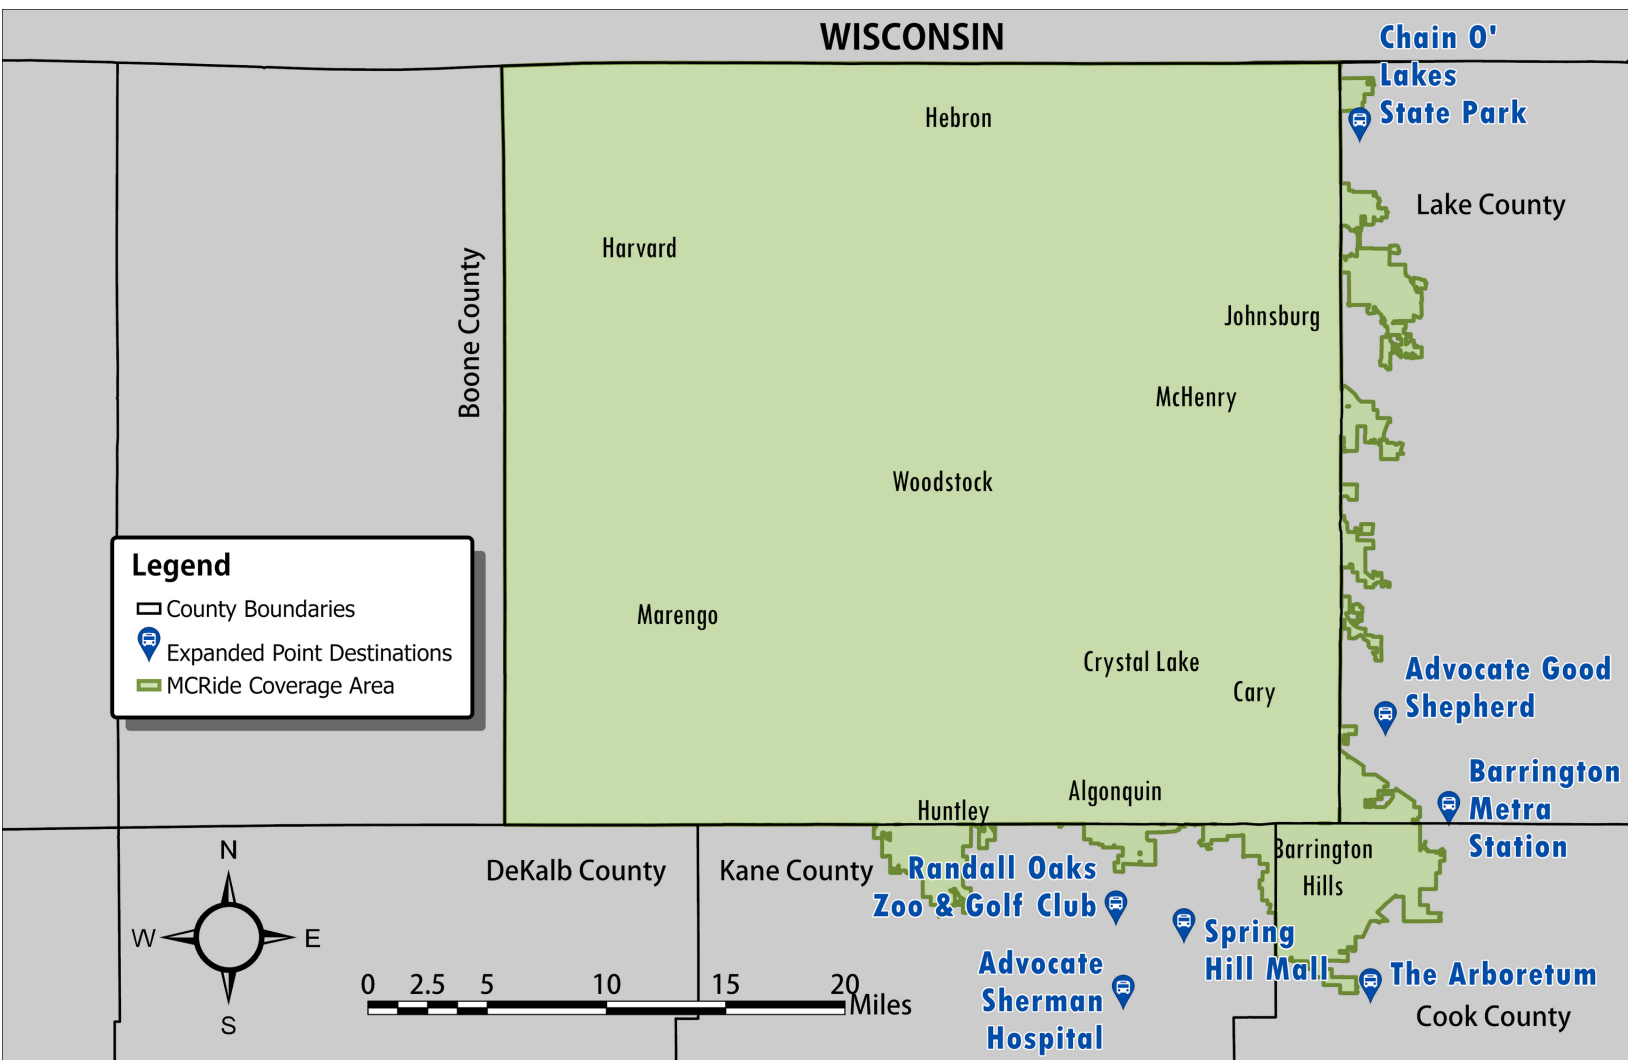 WISCONSIN
Chain O'
Lakes
State Park
Hebron
Lake County
Harvard
Boone County
Johnsburg
McHenry
Woodstock
Legend
County Boundaries
Expanded Point Destinations
MCRide Coverage Area
Marengo
Crystal Lake
Cary
Advocate Good
Shepherd
Barrington
Metra
Station
Algonquin
Huntley
Barrington
Hills
DeKalb County
Kane County
Randall Oaks
Zoo & Golf Club
Spring
Hill Mall
Advocate
Sherman
Hospital
The Arboretum
Cook County
N
W E
S
0 2.5 5 10 15 20
Miles